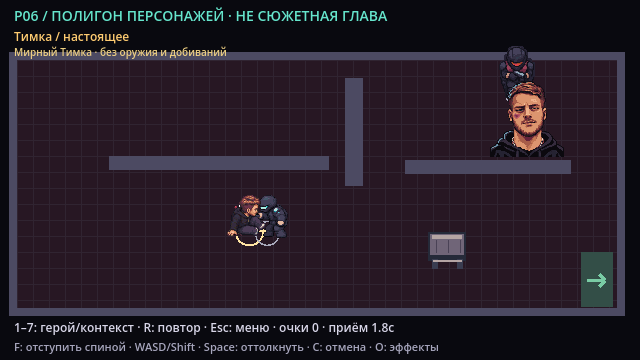 P06 / ПОЛИГОН ПЕРСОНАЖЕЙ · НЕ СЮЖЕТНАЯ ГЛАВА
Тимка / настоящее
Мирный Тимка · без оружия и добиваний
1–7: герой/контекст · R: повтор · Esc: меню · очки 0 · приём 1.8с
F: отступить спиной · WASD/Shift · Space: оттолкнуть · C: отмена · O: эффекты